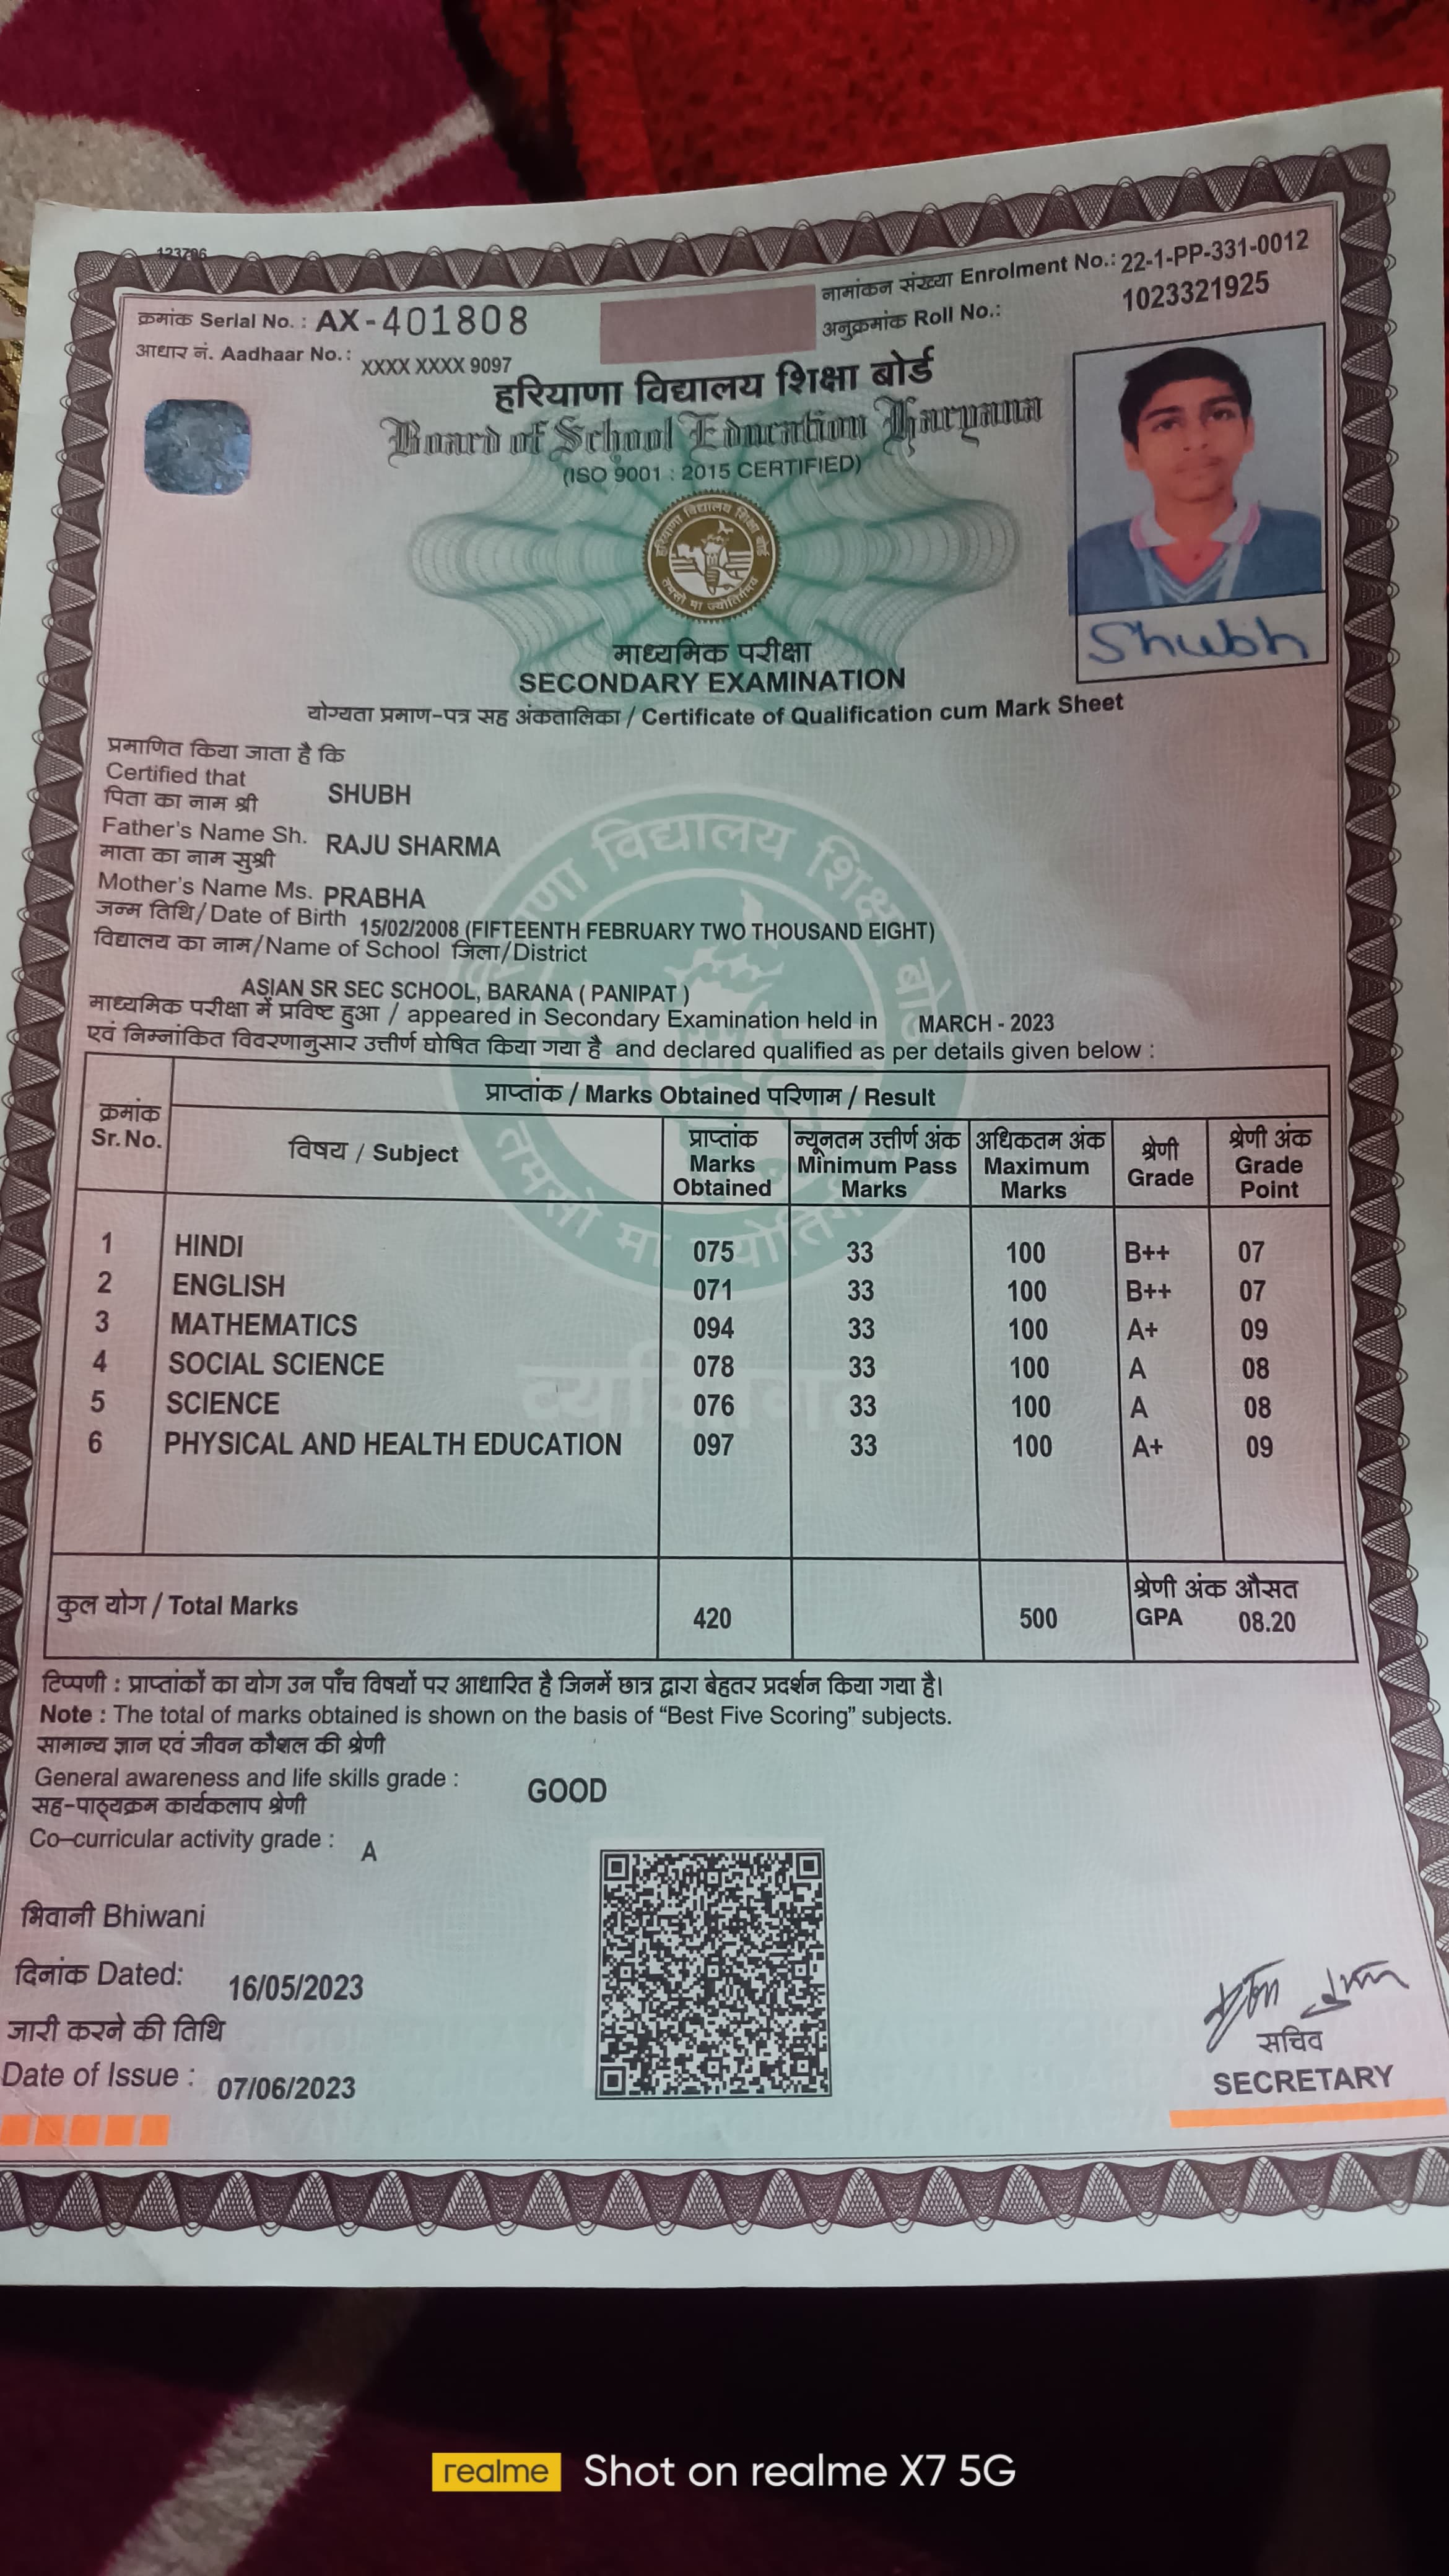 123796
क्रमांक Serial No. : AX-401808
नामांकन संख्या Enrolment No.: 22-1-PP-331-0012
आधार नं. Aadhaar No.: XXXX XXXX 9097
अनुक्रमांक Roll No.: 1023321925
हरियाणा विद्यालय शिक्षा बोर्ड
Board of School Education Haryana
(ISO 9001 : 2015 CERTIFIED)
हरियाणा विद्यालय शिक्षा बोर्ड
तमसो मा ज्योतिर्गमय
Shubh
माध्यमिक परीक्षा
SECONDARY EXAMINATION
योग्यता प्रमाण-पत्र सह अंकतालिका / Certificate of Qualification cum Mark Sheet
प्रमाणित किया जाता है कि
Certified that SHUBH
पिता का नाम श्री
Father's Name Sh. RAJU SHARMA
माता का नाम सुश्री
Mother's Name Ms. PRABHA
जन्म तिथि/Date of Birth 15/02/2008 (FIFTEENTH FEBRUARY TWO THOUSAND EIGHT)
विद्यालय का नाम/Name of School जिला/District
ASIAN SR SEC SCHOOL, BARANA ( PANIPAT )
माध्यमिक परीक्षा में प्रविष्ट हुआ / appeared in Secondary Examination held in MARCH - 2023
एवं निम्नांकित विवरणानुसार उत्तीर्ण घोषित किया गया है and declared qualified as per details given below :
प्राप्तांक / Marks Obtained परिणाम / Result
क्रमांक Sr. No. विषय / Subject प्राप्तांक Marks Obtained न्यूनतम उत्तीर्ण अंक Minimum Pass Marks अधिकतम अंक Maximum Marks श्रेणी Grade श्रेणी अंक Grade Point
1 HINDI 075 33 100 B++ 07
2 ENGLISH 071 33 100 B++ 07
3 MATHEMATICS 094 33 100 A+ 09
4 SOCIAL SCIENCE 078 33 100 A 08
5 SCIENCE 076 33 100 A 08
6 PHYSICAL AND HEALTH EDUCATION 097 33 100 A+ 09
श्रेणी अंक औसत
कुल योग / Total Marks 420 500 GPA 08.20
टिप्पणी : प्राप्तांकों का योग उन पाँच विषयों पर आधारित है जिनमें छात्र द्वारा बेहतर प्रदर्शन किया गया है।
Note : The total of marks obtained is shown on the basis of “Best Five Scoring” subjects.
सामान्य ज्ञान एवं जीवन कौशल की श्रेणी
General awareness and life skills grade : GOOD
सह-पाठ्यक्रम कार्यकलाप श्रेणी
Co–curricular activity grade : A
भिवानी Bhiwani
दिनांक Dated: 16/05/2023
जारी करने की तिथि
Date of Issue : 07/06/2023
सचिव
SECRETARY
realme Shot on realme X7 5G